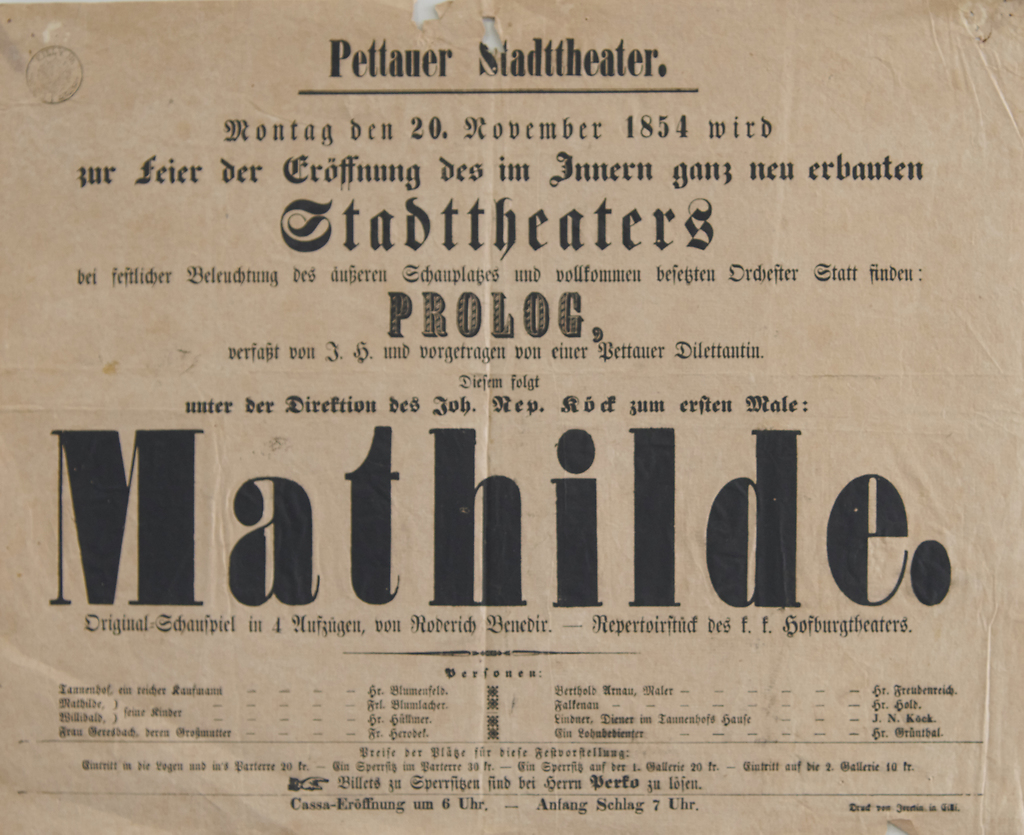 Pettauer Stadttheater.
Montag den 20. November 1854 wird
zur Feier der Eröffnung des im Innern ganz neu erbauten
Stadttheaters
bei festlicher Beleuchtung des äußeren Schauplatzes und vollkommen besetzten Orchester Statt finden:
PROLOG,
verfaßt von J. H. und vorgetragen von einer Pettauer Dilettantin.
Diesem folgt
unter der Direktion des Joh. Nep. Köck zum ersten Male:
Mathilde.
Original-Schauspiel in 4 Aufzügen, von Roderich Benedix. — Repertoirstück des k. k. Hofburgtheaters.
Personen:
Tannenhof, ein reicher Kaufmann — — — — Hr. Blumenfeld.
Mathilde, ) seine Kinder — — — — Frl. Blumlacher.
Willibald, ) — — — — Hr. Hüllner.
Frau Geresbach, deren Großmutter — — — — Fr. Herodek.
Berthold Arnau, Maler — — — — — Hr. Freudenreich.
Falkenau — — — — — — Hr. Hold.
Lindner, Diener im Tannenhofs Hause — — — J. N. Köck.
Ein Lohnbedienter — — — — Hr. Grünthal.
Preise der Plätze für diese Festvorstellung:
Eintritt in die Logen und in's Parterre 20 kr. — Ein Sperrsitz im Parterre 30 kr. — Ein Sperrsitz auf der 1. Gallerie 20 kr. — Eintritt auf die 2. Gallerie 10 kr.
Billets zu Sperrsitzen sind bei Herrn Perko zu lösen.
Cassa-Eröffnung um 6 Uhr. — Anfang Schlag 7 Uhr.
Druck von in Cilli.